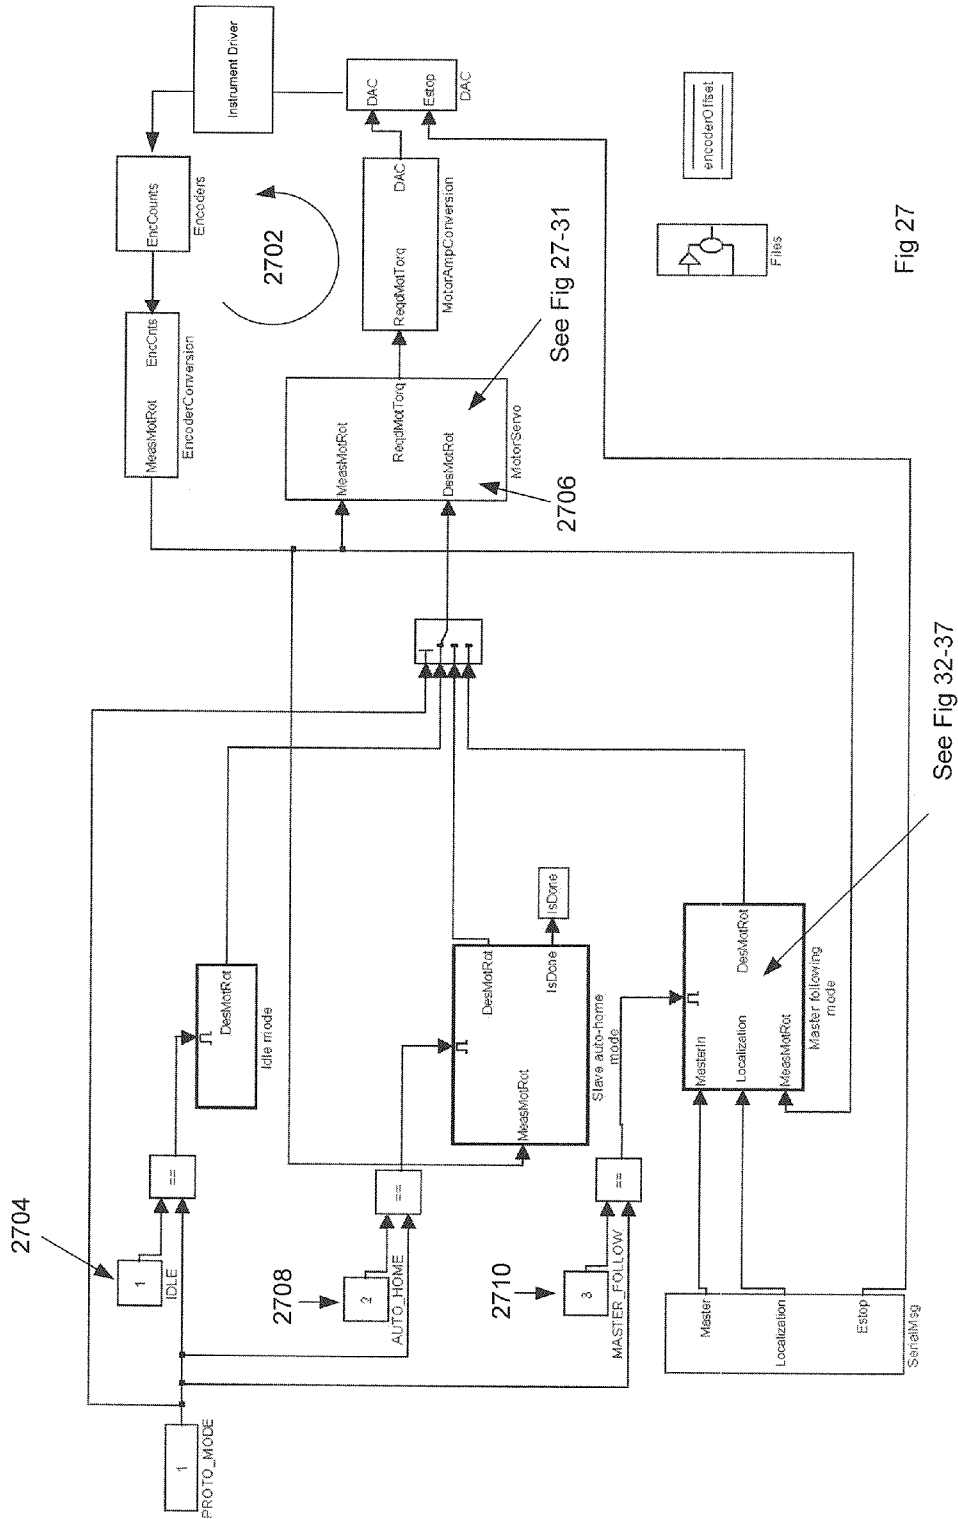 1
PROTO_MODE
2704
1
IDLE
==
DesMotRot
Idle mode
2708
2
AUTO_HOME
==
MeasMotRot
DesMotRot
IsDone
Slave auto-home
mode
IsDone
2710
3
MASTER_FOLLOW
==
Master
Localization
Estop
SerialMsg
MasterIn
Localization
MeasMotRot
DesMotRot
Master following
mode
See Fig 32-37
MeasMotRot
EncCnts
EncoderConversion
EncCounts
Encoders
Instrument Driver
2702
MeasMotRot
ReqdMotTorq
DesMotRot
MotorServo
2706
See Fig 27-31
ReqdMotTorq
DAC
MotorAmpConversion
DAC
Estop
DAC
Files
encoderOffset
Fig 27